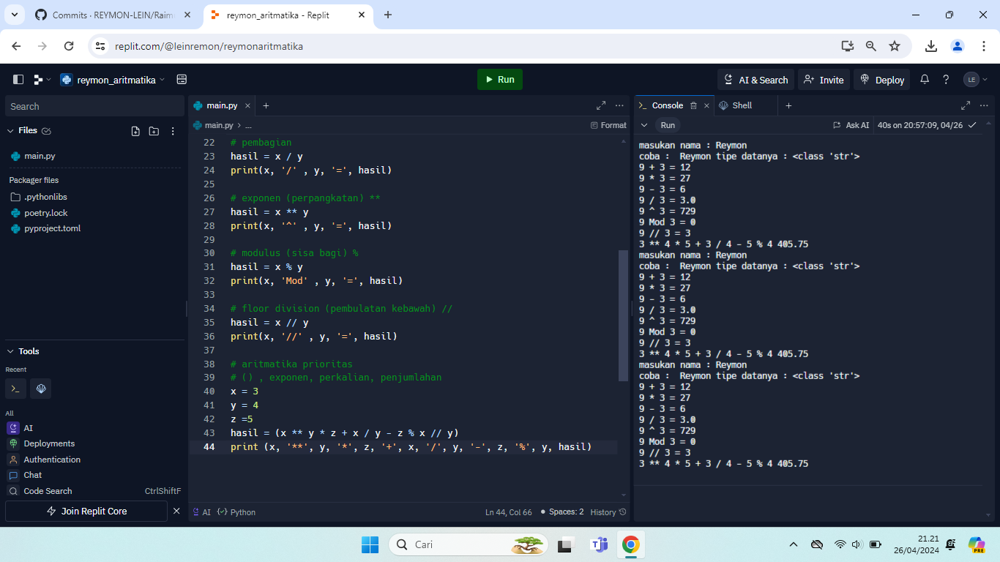 Commits · REYMON-LEIN/Raim
reymon_aritmatika - Replit
replit.com/@leinremon/reymonaritmatika
reymon_aritmatika
Run
AI & Search
Invite
Deploy
LE
Search
Files
main.py
Packager files
.pythonlibs
poetry.lock
pyproject.toml
Tools
Recent
All
AI
Deployments
Authentication
Chat
Code Search CtrlShiftF
Join Replit Core
main.py
main.py > ...
Format
22 # pembagian
23 hasil = x / y
24 print(x, '/' , y, '=', hasil)
25
26 # exponen (perpangkatan) **
27 hasil = x ** y
28 print(x, '^' , y, '=', hasil)
29
30 # modulus (sisa bagi) %
31 hasil = x % y
32 print(x, 'Mod' , y, '=', hasil)
33
34 # floor division (pembulatan kebawah) //
35 hasil = x // y
36 print(x, '//' , y, '=', hasil)
37
38 # aritmatika prioritas
39 # () , exponen, perkalian, penjumlahan
40 x = 3
41 y = 4
42 z =5
43 hasil = (x ** y * z + x / y - z % x // y)
44 print (x, '**', y, '*', z, '+', x, '/', y, '-', z, '%', y, hasil)
AI Python
Ln 44, Col 66 Spaces: 2 History
Console
Shell
Run
Ask AI
40s on 20:57:09, 04/26
masukan nama : Reymon
coba :  Reymon tipe datanya : <class 'str'>
9 + 3 = 12
9 * 3 = 27
9 - 3 = 6
9 / 3 = 3.0
9 ^ 3 = 729
9 Mod 3 = 0
9 // 3 = 3
3 ** 4 * 5 + 3 / 4 - 5 % 4 405.75
masukan nama : Reymon
coba :  Reymon tipe datanya : <class 'str'>
9 + 3 = 12
9 * 3 = 27
9 - 3 = 6
9 / 3 = 3.0
9 ^ 3 = 729
9 Mod 3 = 0
9 // 3 = 3
3 ** 4 * 5 + 3 / 4 - 5 % 4 405.75
masukan nama : Reymon
coba :  Reymon tipe datanya : <class 'str'>
9 + 3 = 12
9 * 3 = 27
9 - 3 = 6
9 / 3 = 3.0
9 ^ 3 = 729
9 Mod 3 = 0
9 // 3 = 3
3 ** 4 * 5 + 3 / 4 - 5 % 4 405.75
Cari
21.21
26/04/2024
PRE